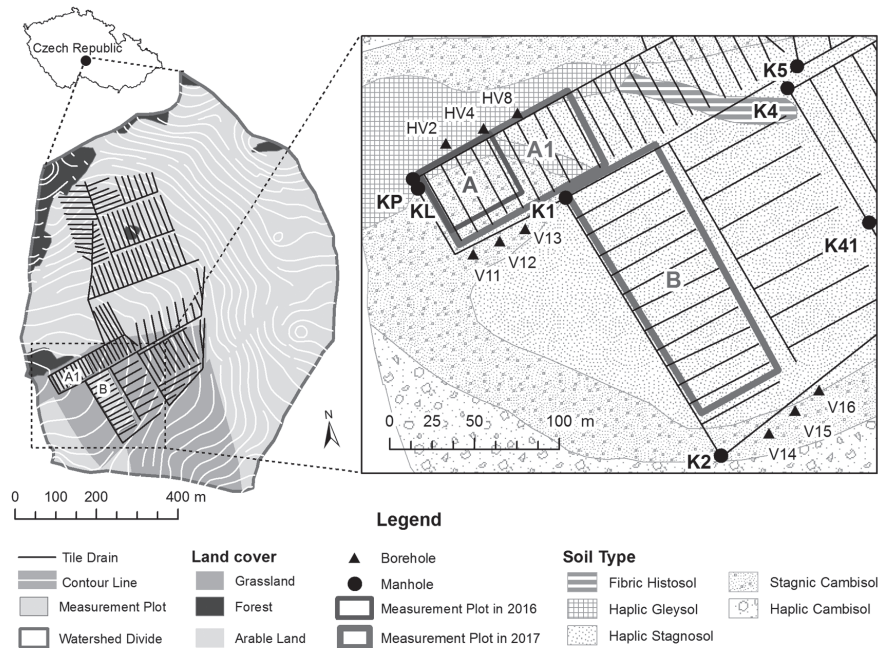 Czech Republic
A1
B
N
0 100 200 400 m
K5
K4
HV8
HV4
HV2
A1
A
KP
KL
K1
V13
V12
V11
K41
B
V16
V15
V14
K2
0 25 50 100 m
Legend
Tile Drain
Contour Line
Measurement Plot
Watershed Divide
Land cover
Grassland
Forest
Arable Land
Borehole
Manhole
Measurement Plot in 2016
Measurement Plot in 2017
Soil Type
Fibric Histosol
Haplic Gleysol
Haplic Stagnosol
Stagnic Cambisol
Haplic Cambisol